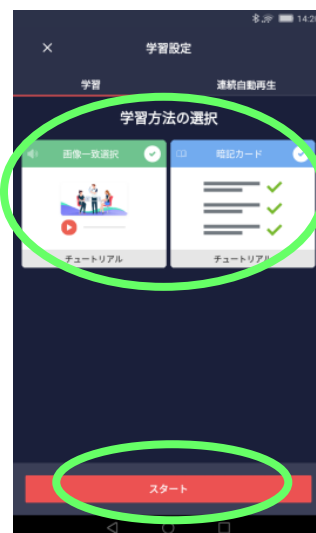 14:20
学習設定
学習 連続自動再生
学習方法の選択
画像一致選択 暗記カード
チュートリアル チュートリアル
スタート